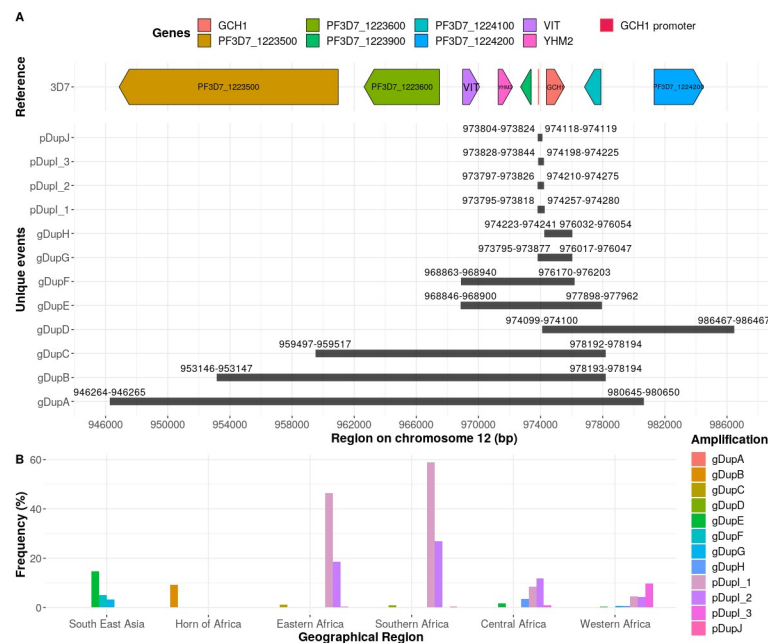 A
Genes
GCH1
PF3D7_1223500
PF3D7_1223600
PF3D7_1223900
PF3D7_1224100
PF3D7_1224200
VIT
YHM2
GCH1 promoter
Reference
3D7
PF3D7_1223500
PF3D7_1223600
VIT
YHM2
GCH1
PF3D7_1224200
Unique events
pDupJ
973804-973824 974118-974119
pDupI_3
973828-973844 974198-974225
pDupI_2
973797-973826 974210-974275
pDupI_1
973795-973818 974257-974280
gDupH
974223-974241 976032-976054
gDupG
973795-973877 976017-976047
gDupF
968863-968940 976170-976203
gDupE
968846-968900 977898-977962
gDupD
974099-974100 986467-986467
gDupC
959497-959517 978192-978194
gDupB
953146-953147 978193-978194
gDupA
946264-946265 980645-980650
946000 950000 954000 958000 962000 966000 970000 974000 978000 982000 986000
Region on chromosome 12 (bp)
B
Frequency (%)
60
40
20
0
South East Asia Horn of Africa Eastern Africa Southern Africa Central Africa Western Africa
Geographical Region
Amplification
gDupA
gDupB
gDupC
gDupD
gDupE
gDupF
gDupG
gDupH
pDupI_1
pDupI_2
pDupI_3
pDupJ